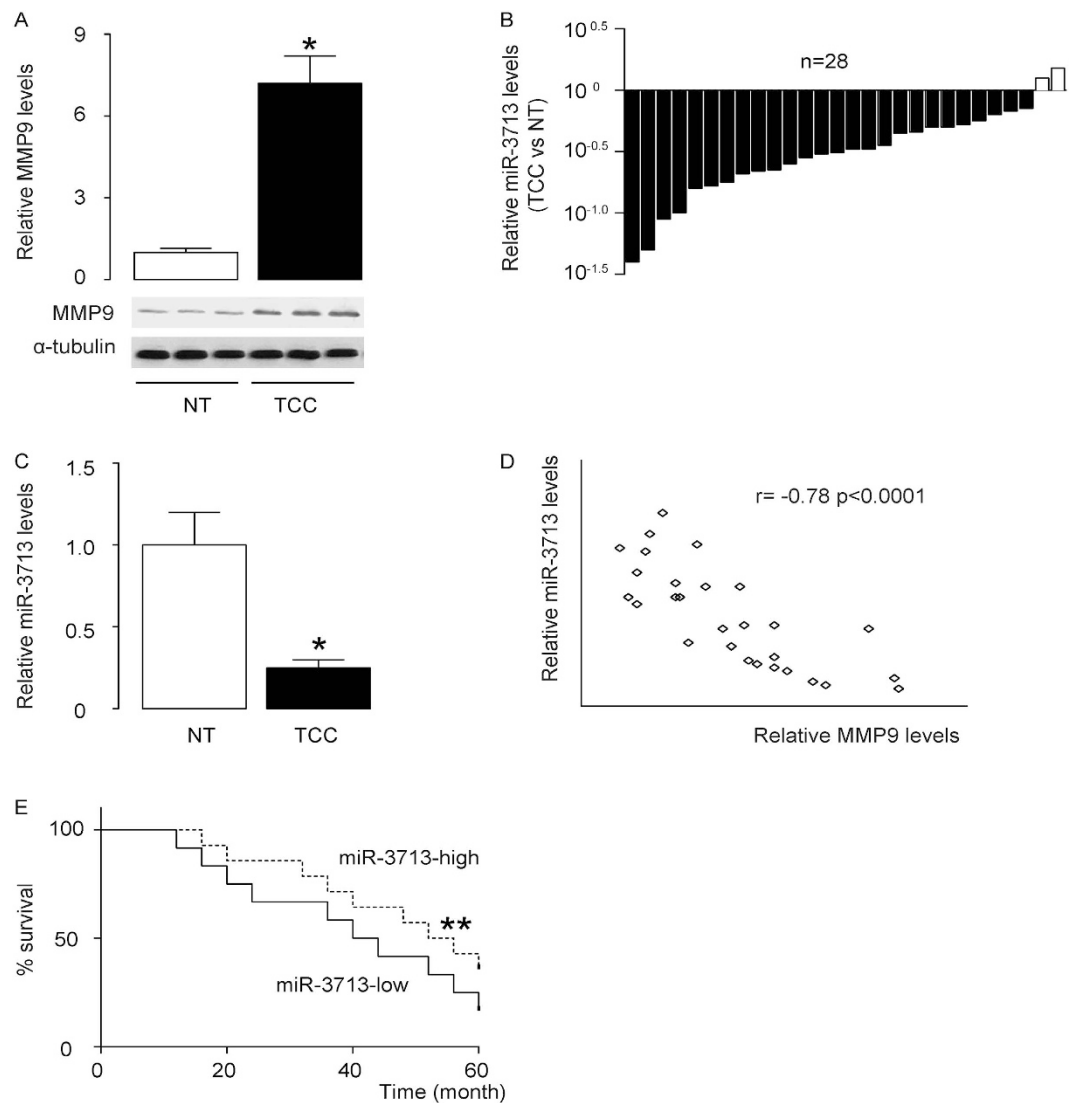 A
Relative MMP9 levels
9
6
3
0
*
MMP9
α-tubulin
NT TCC
B
Relative miR-3713 levels
(TCC vs NT)
10^0.5
10^0
10^-0.5
10^-1.0
10^-1.5
n=28
C
Relative miR-3713 levels
1.5
1.0
0.5
0
*
NT TCC
D
Relative miR-3713 levels
r= -0.78 p<0.0001
Relative MMP9 levels
E
% survival
100
50
0
miR-3713-high
**
miR-3713-low
0 20 40 60
Time (month)